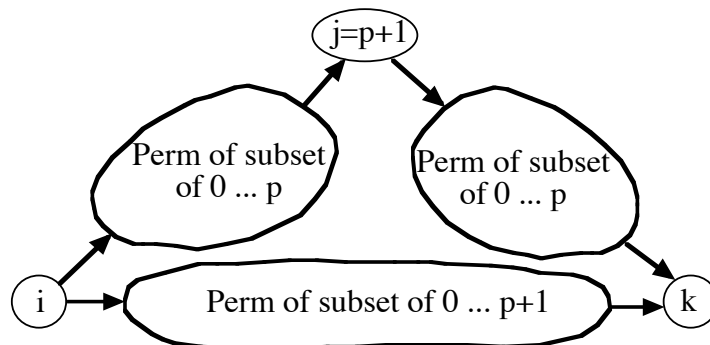 j=p+1
Perm of subset
of 0 ... p
Perm of subset
of 0 ... p
i
Perm of subset of 0 ... p+1
k